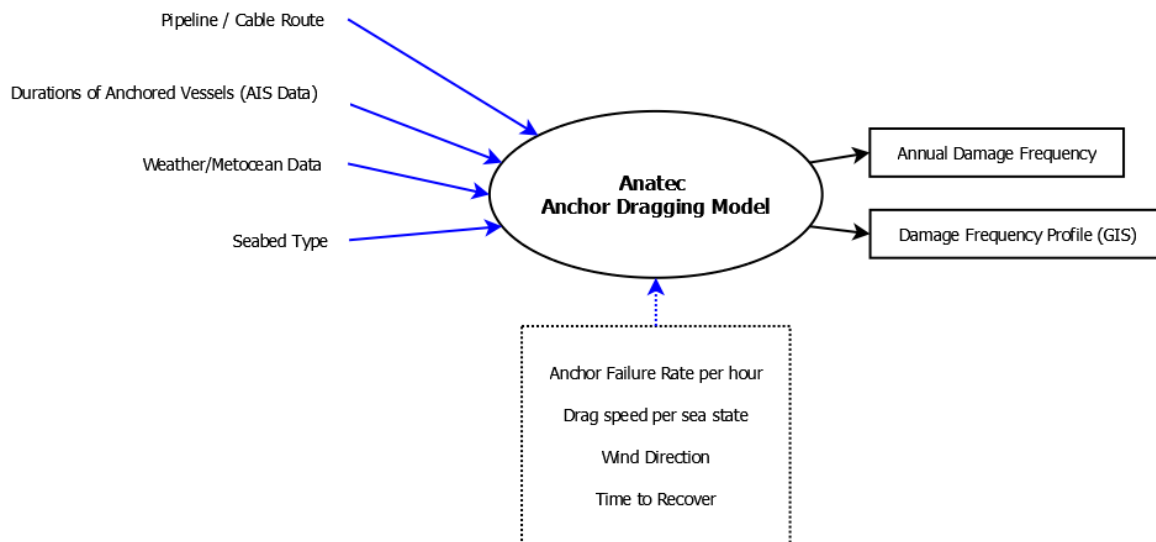 Pipeline / Cable Route
Durations of Anchored Vessels (AIS Data)
Weather/Metocean Data
Seabed Type
Anatec
Anchor Dragging Model
Annual Damage Frequency
Damage Frequency Profile (GIS)
Anchor Failure Rate per hour
Drag speed per sea state
Wind Direction
Time to Recover